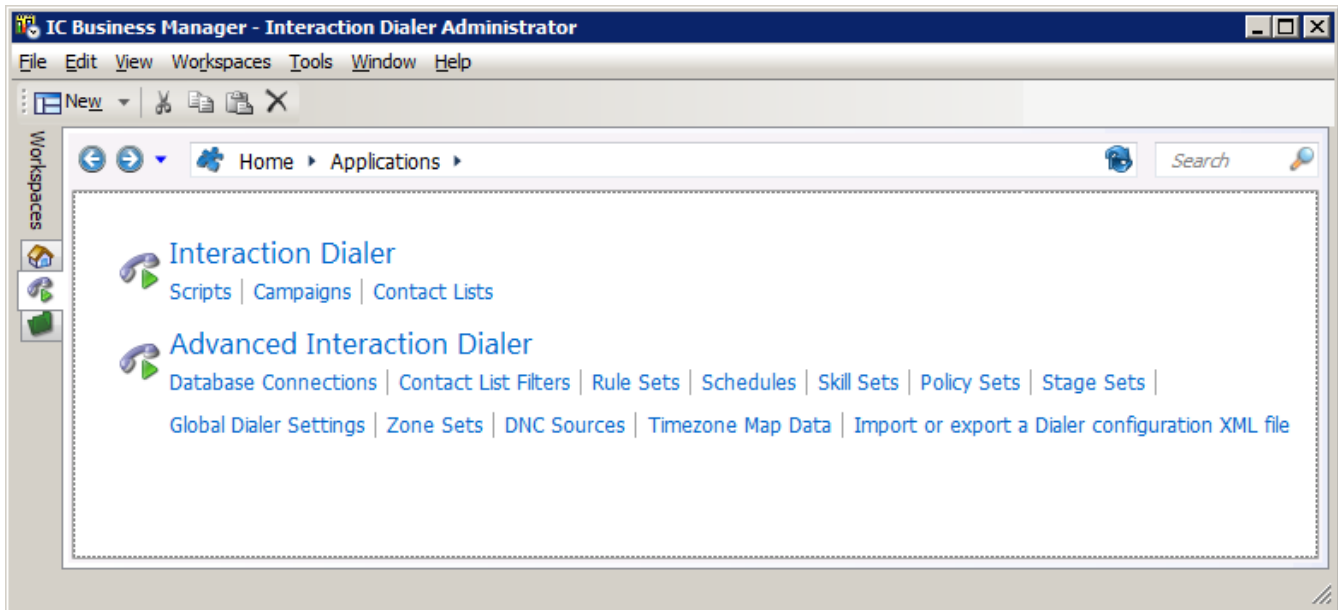 IC Business Manager - Interaction Dialer Administrator
File Edit View Workspaces Tools Window Help
New
Workspaces
Home Applications
Search
Interaction Dialer
Scripts | Campaigns | Contact Lists
Advanced Interaction Dialer
Database Connections | Contact List Filters | Rule Sets | Schedules | Skill Sets | Policy Sets | Stage Sets |
Global Dialer Settings | Zone Sets | DNC Sources | Timezone Map Data | Import or export a Dialer configuration XML file